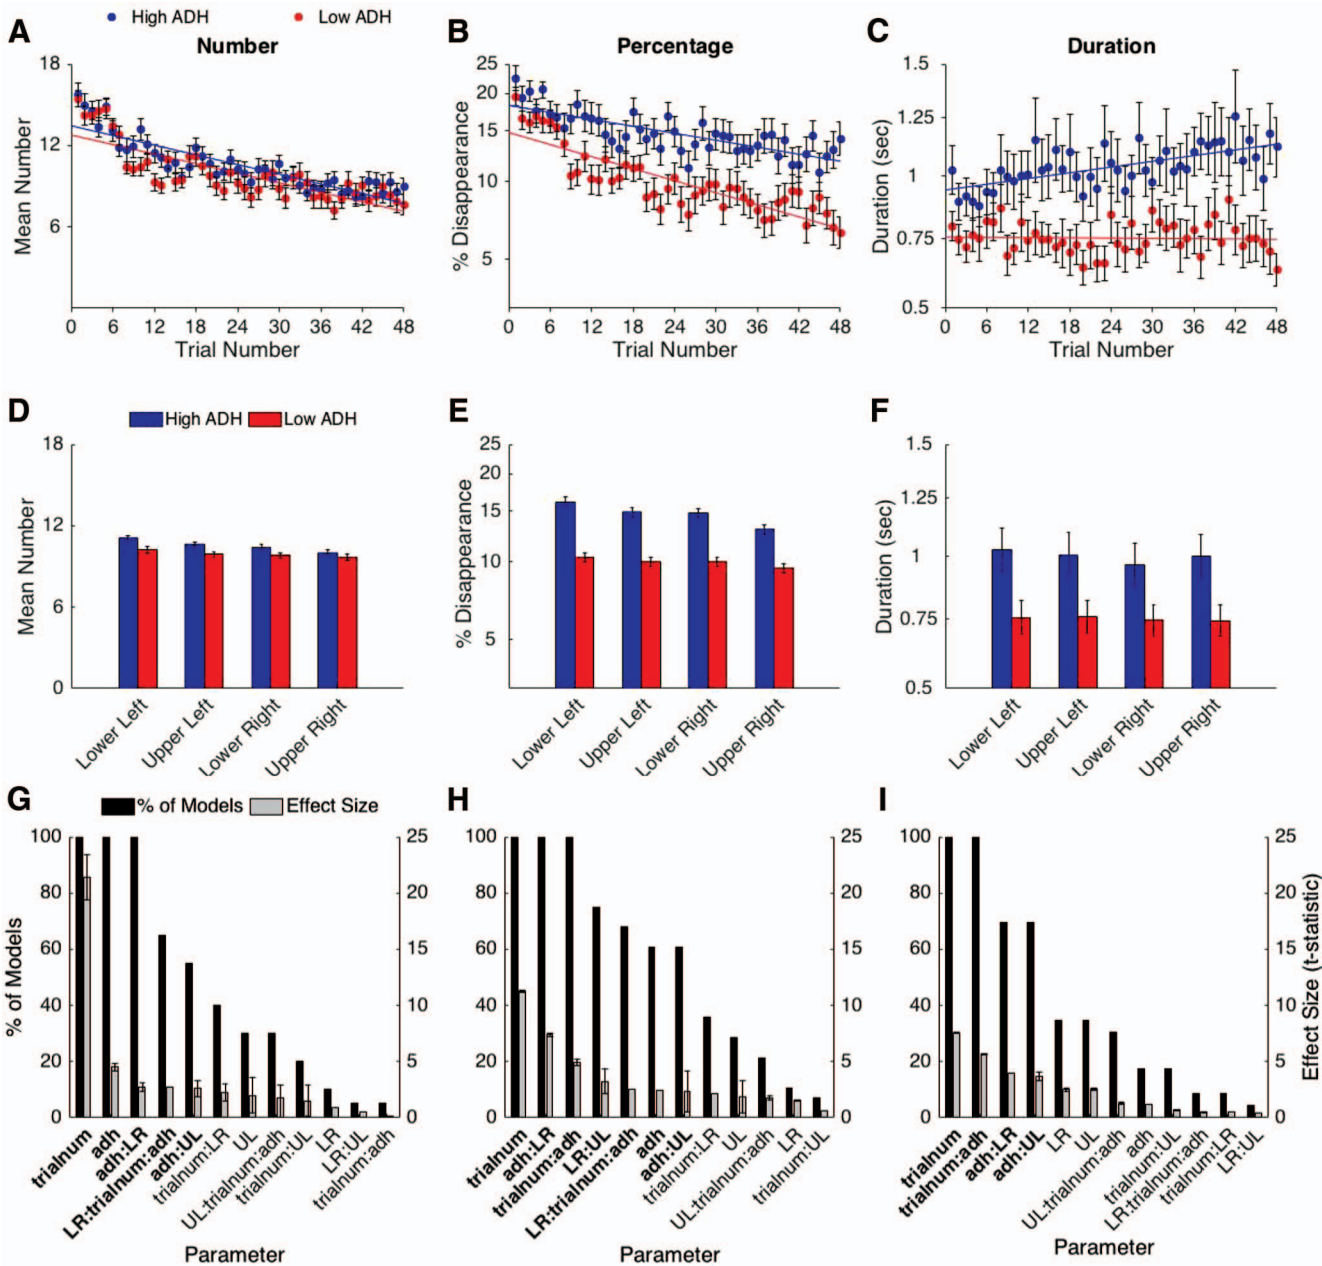 A
High ADH
Low ADH
Number
Mean Number
18
12
6
0
6
12
18
24
30
36
42
48
Trial Number
B
Percentage
% Disappearance
25
20
15
10
5
0
6
12
18
24
30
36
42
48
Trial Number
C
Duration
Duration (sec)
1.5
1.25
1
0.75
0.5
0
6
12
18
24
30
36
42
48
Trial Number
D
High ADH
Low ADH
Mean Number
18
12
6
0
Lower Left
Upper Left
Lower Right
Upper Right
E
% Disappearance
25
20
15
10
5
Lower Left
Upper Left
Lower Right
Upper Right
F
Duration (sec)
1.5
1.25
1
0.75
0.5
Lower Left
Upper Left
Lower Right
Upper Right
G
% of Models
Effect Size
% of Models
100
80
60
40
20
0
25
20
15
10
5
0
trialnum
adh
adh:LR
LR:trialnum:adh
adh:UL
trialnum:LR
UL
UL:trialnum:adh
trialnum:UL
LR
LR:UL
trialnum:adh
Parameter
H
100
80
60
40
20
0
25
20
15
10
5
0
trialnum
adh:LR
trialnum:adh
LR:UL
LR:trialnum:adh
adh
adh:UL
trialnum:LR
UL
UL:trialnum:adh
LR
trialnum:UL
Parameter
I
100
80
60
40
20
0
25
20
15
10
5
0
Effect Size (t-statistic)
trialnum
trialnum:adh
adh:LR
adh:UL
LR
UL
UL:trialnum:adh
adh
trialnum:UL
LR:trialnum:adh
trialnum:LR
LR:UL
Parameter